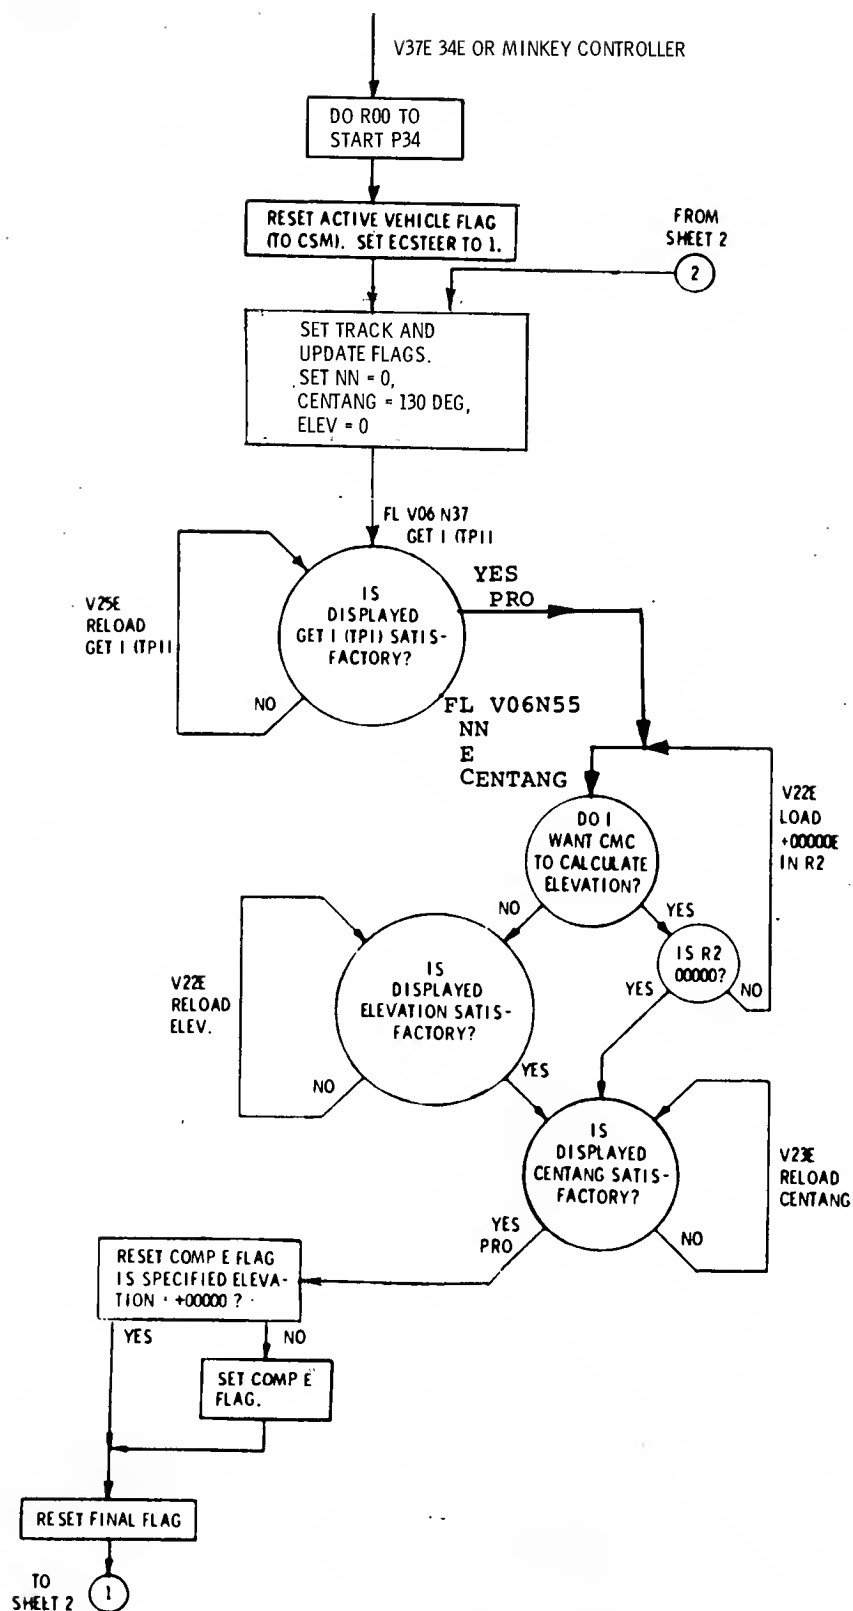 V37E 34E OR MINKEY CONTROLLER
DO R00 TO
START P34
RESET ACTIVE VEHICLE FLAG
(TO CSM). SET ECSTEER TO 1.
FROM
SHEET 2
2
SET TRACK AND
UPDATE FLAGS.
SET NN = 0,
CENTANG = 130 DEG,
ELEV = 0
FL V06 N37
GET I (TPI)
IS
DISPLAYED
GET I (TPI) SATIS-
FACTORY?
YES
PRO
V25E
RELOAD
GET I (TPI)
NO
FL V06N55
NN
E
CENTANG
DO I
WANT CMC
TO CALCULATE
ELEVATION?
V22E
LOAD
+00000E
IN R2
NO
YES
IS R2
00000?
YES
NO
IS
DISPLAYED
ELEVATION SATIS-
FACTORY?
V22E
RELOAD
ELEV.
NO
YES
IS
DISPLAYED
CENTANG SATIS-
FACTORY?
V23E
RELOAD
CENTANG
YES
PRO
NO
RESET COMP E FLAG
IS SPECIFIED ELEVA-
TION = +00000 ?
YES
NO
SET COMP E
FLAG.
RESET FINAL FLAG
TO
SHEET 2
1